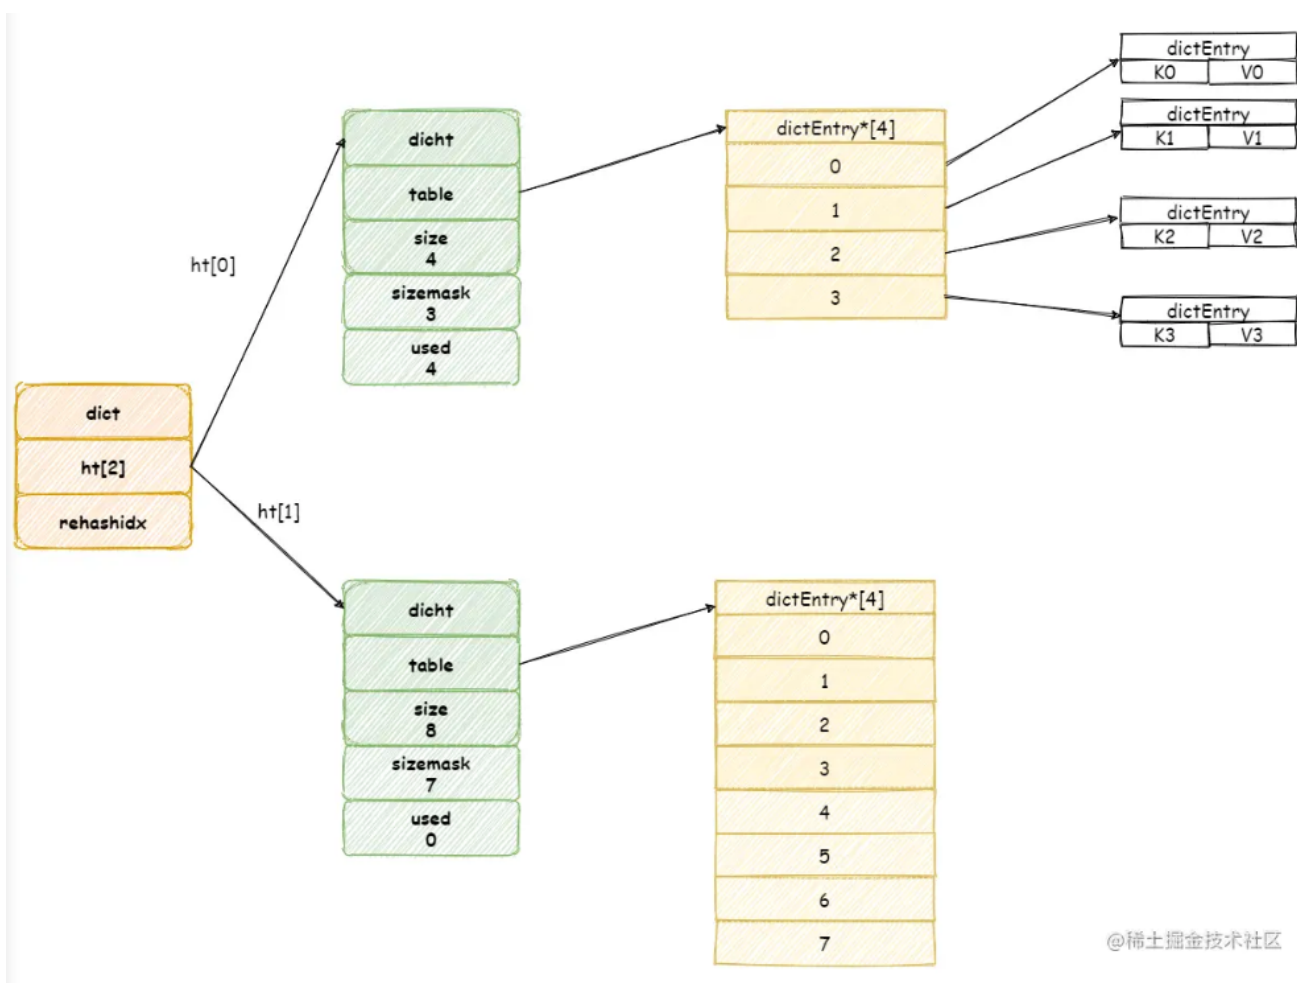 dict
ht[2]
rehashidx
ht[0]
ht[1]
dicht
table
size
4
sizemask
3
used
4
dictEntry*[4]
0
1
2
3
dictEntry
K0 V0
dictEntry
K1 V1
dictEntry
K2 V2
dictEntry
K3 V3
dicht
table
size
8
sizemask
7
used
0
dictEntry*[4]
0
1
2
3
4
5
6
7
@稀土掘金技术社区